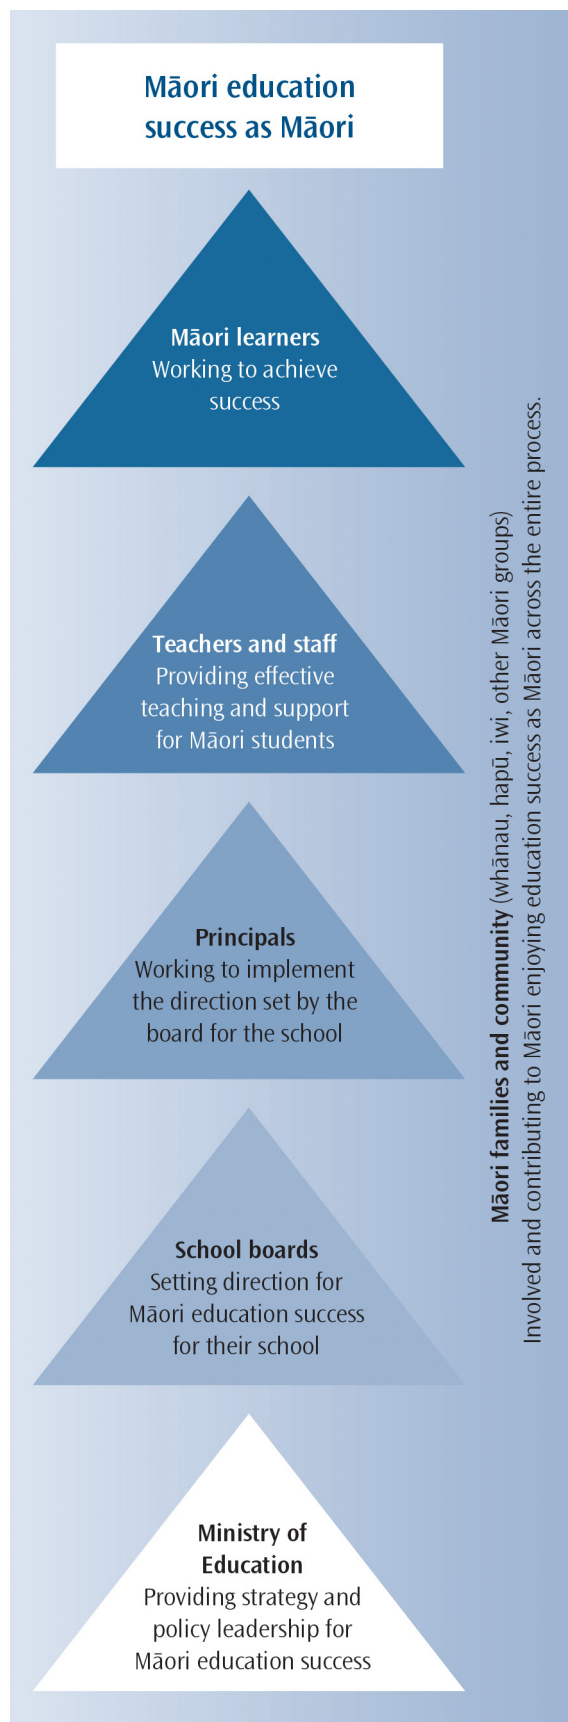 Māori education
success as Māori
Māori learners
Working to achieve
success
Teachers and staff
Providing effective
teaching and support
for Māori students
Principals
Working to implement
the direction set by the
board for the school
School boards
Setting direction for
Māori education success
for their school
Ministry of
Education
Providing strategy and
policy leadership for
Māori education success
Māori families and community (whānau, hapū, iwi, other Māori groups)
Involved and contributing to Māori enjoying education success as Māori across the entire process.